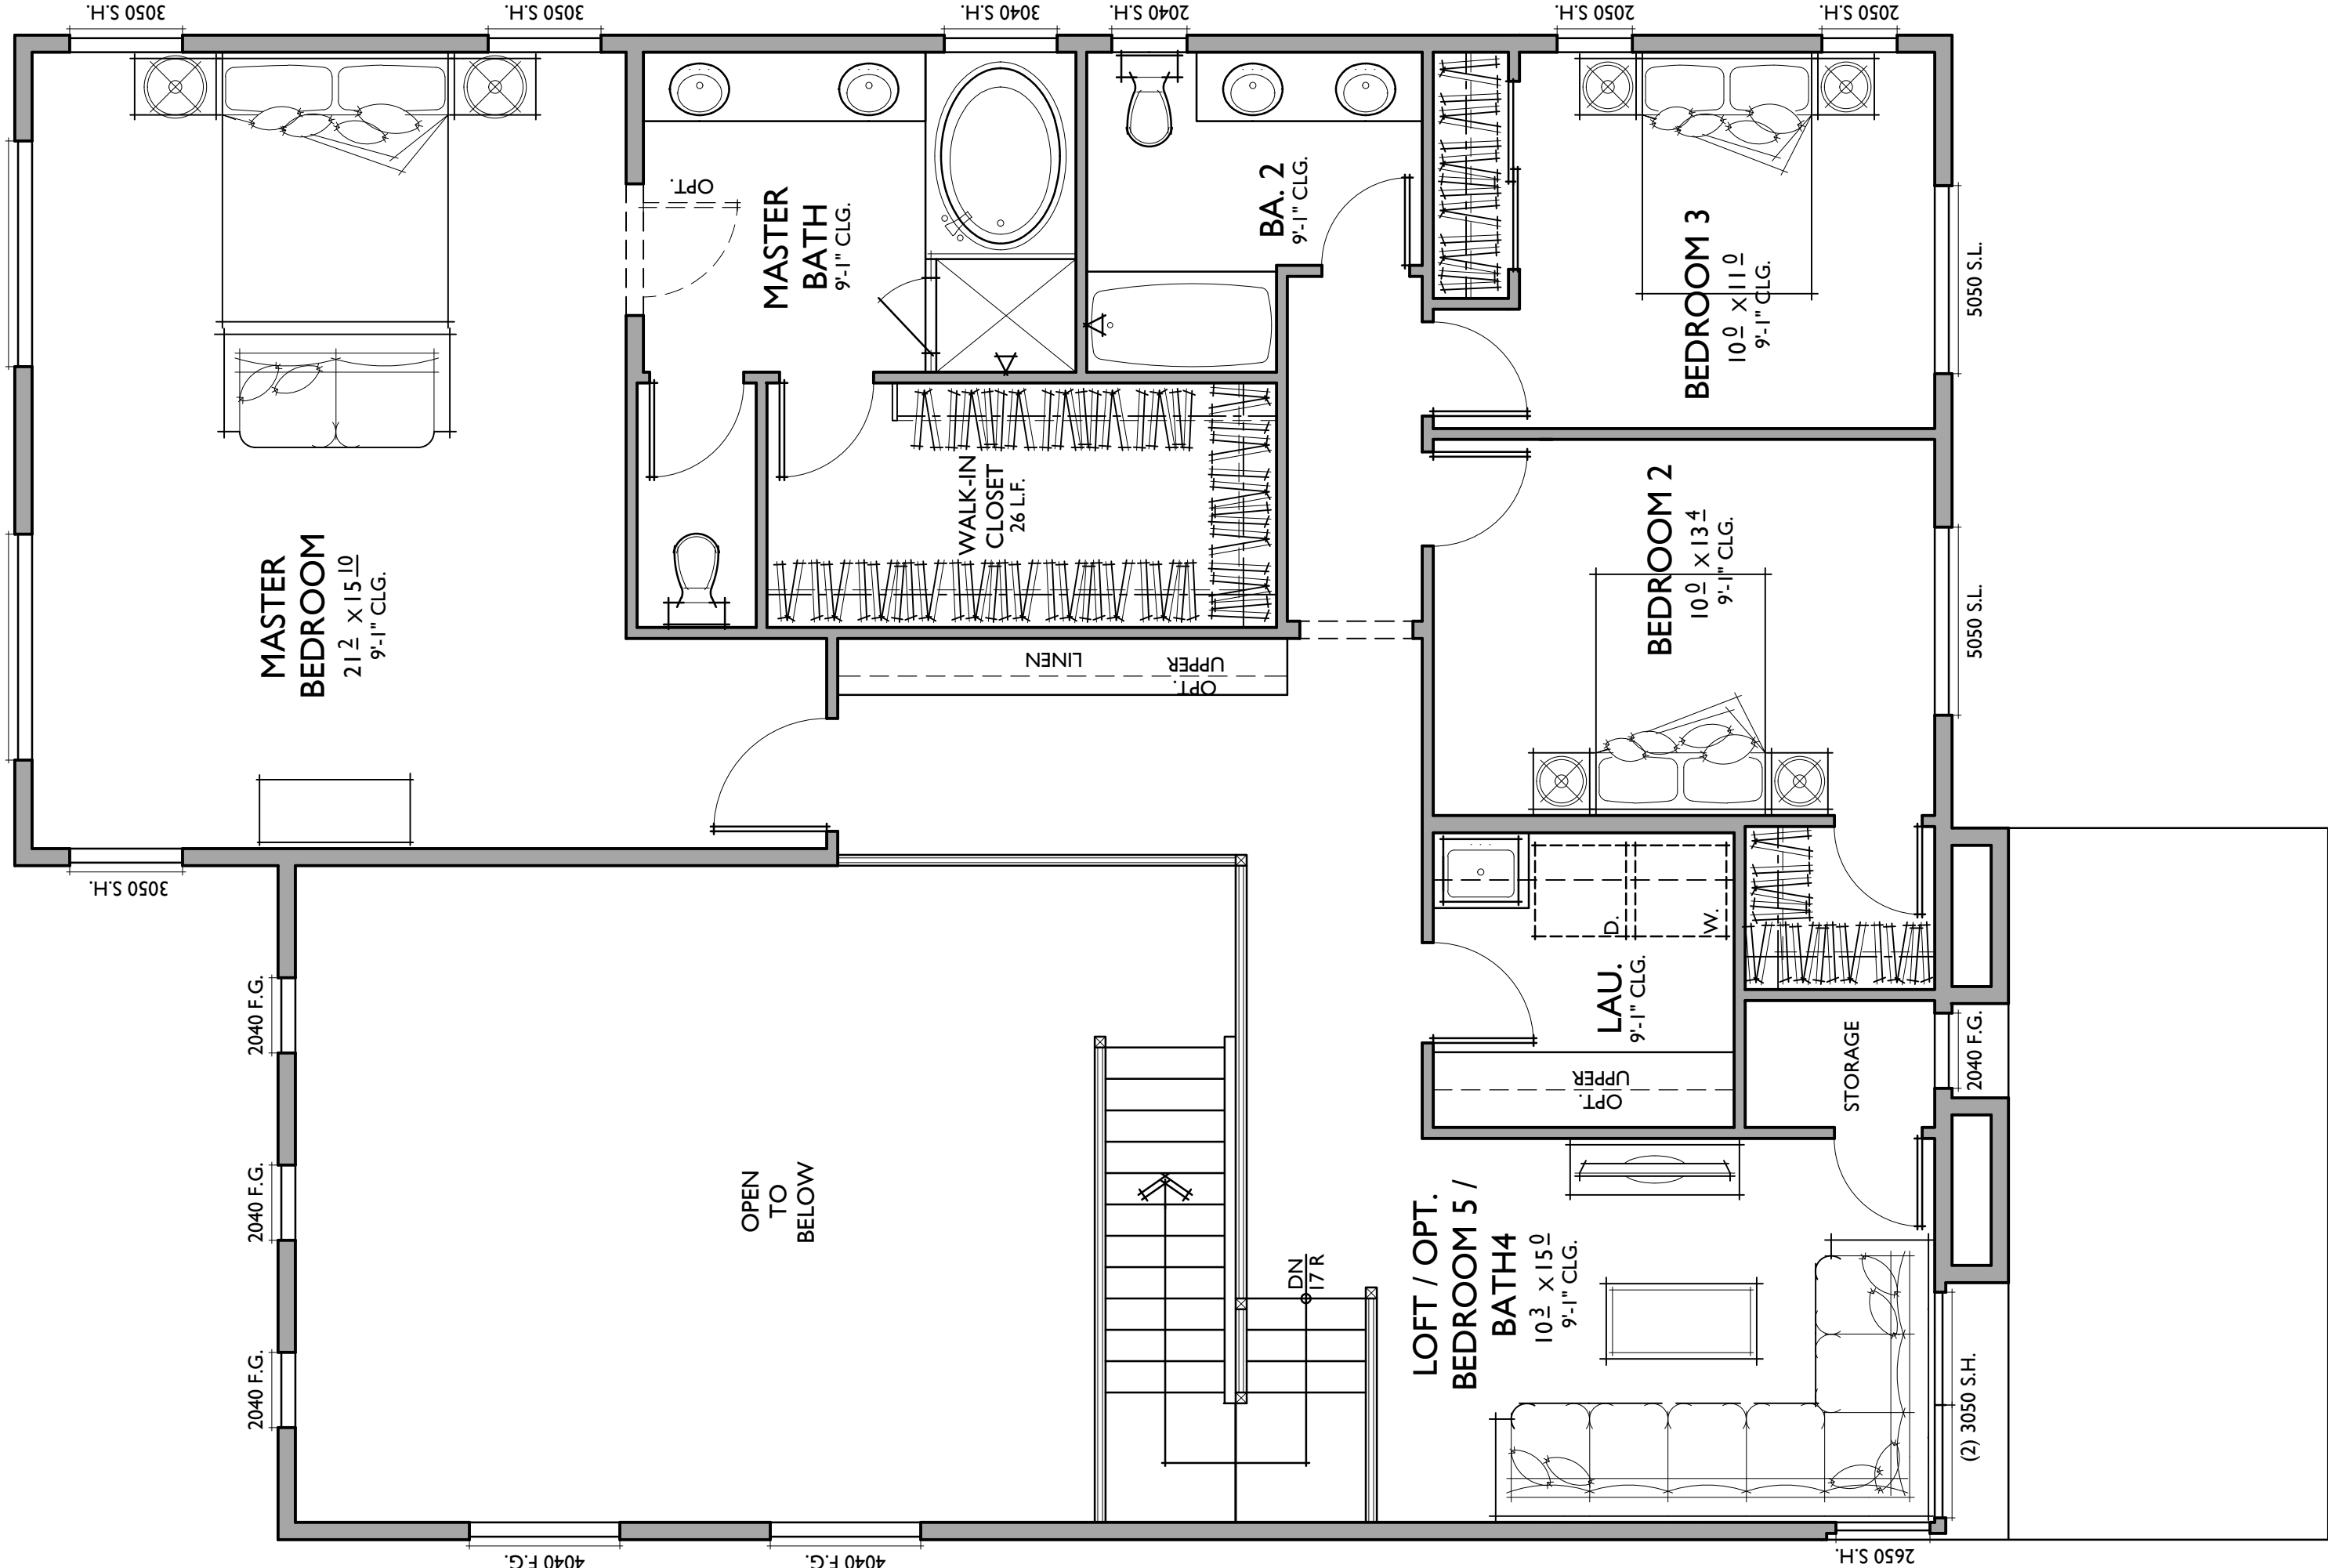 3050 S.H.
3050 S.H.
3040 S.H.
2040 S.H.
2050 S.H.
2050 S.H.
OPT.
MASTER
BATH
9'-1" CLG.
BA. 2
9'-1" CLG.
BEDROOM 3
10 0 X 11 0
9'-1" CLG.
5050 S.L.
MASTER
BEDROOM
21 2 X 15 10
9'-1" CLG.
WALK-IN
CLOSET
26 L.F.
BEDROOM 2
10 0 X 13 4
9'-1" CLG.
5050 S.L.
LINEN
OPT.
UPPER
3050 S.H.
2040 F.G.
2040 F.G.
2040 F.G.
D.
W.
LAU.
9'-1" CLG.
OPT.
UPPER
STORAGE
2040 F.G.
OPEN
TO
BELOW
DN
17 R
LOFT / OPT.
BEDROOM 5 /
BATH4
10 3 X 15 0
9'-1" CLG.
(2) 3050 S.H.
4040 F.G.
4040 F.G.
2650 S.H.